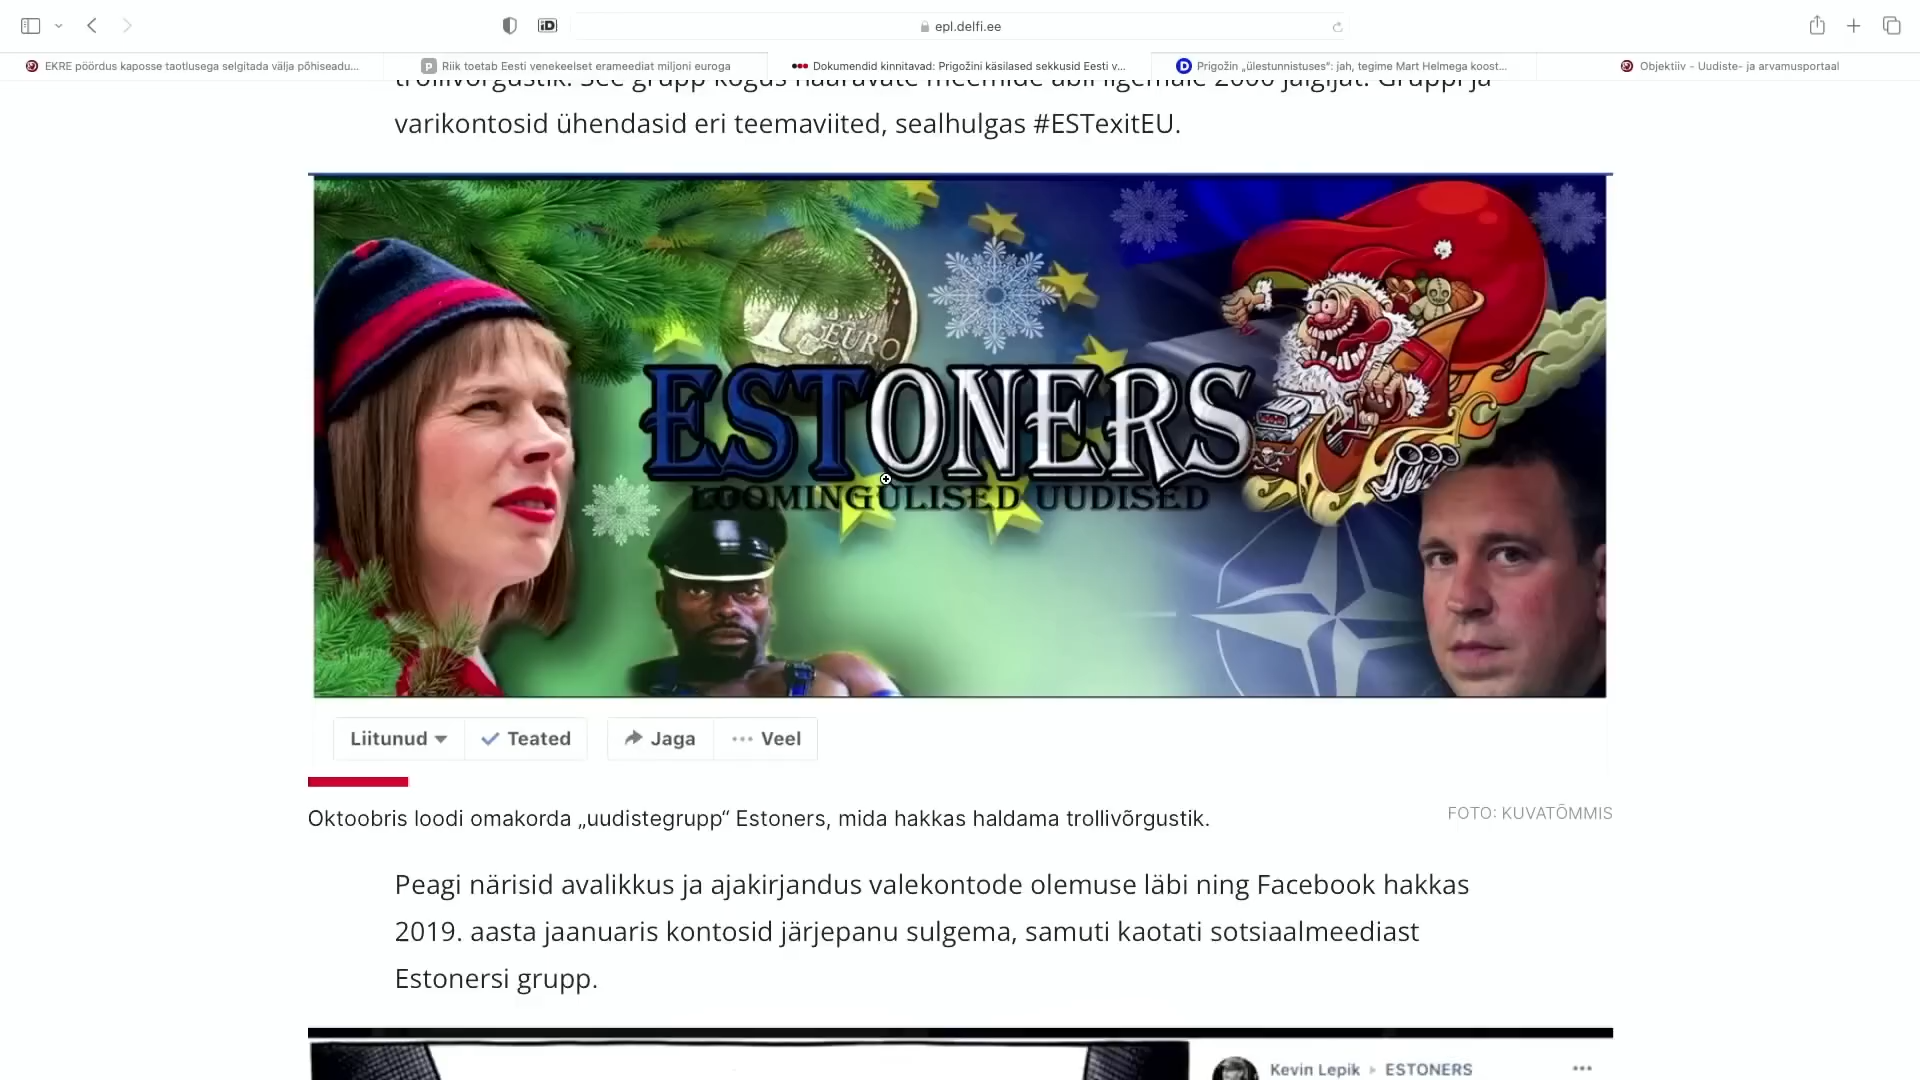 epl.delfi.ee
EKRE pöördus kaposse taotlusega selgitada välja põhiseadu...
Riik toetab Eesti venekeelset erameediat miljoni euroga
Dokumendid kinnitavad: Prigožini käsilased sekkusid Eesti v...
Prigožin „ülestunnistuses“: jah, tegime Mart Helmega koost...
Objektiiv - Uudiste- ja arvamusportaal
varikontosid ühendasid eri teemaviited, sealhulgas #ESTexitEU.
1 EURO
ESTONERS
LOOMINGULISED UUDISED
Liitunud
Teated
Jaga
Veel
Oktoobris loodi omakorda „uudistegrupp“ Estoners, mida hakkas haldama trollivõrgustik.
FOTO: KUVATÕMMIS
Peagi närisid avalikkus ja ajakirjandus valekontode olemuse läbi ning Facebook hakkas
2019. aasta jaanuaris kontosid järjepanu sulgema, samuti kaotati sotsiaalmeediast
Estonersi grupp.
Kevin Lepik ▸ ESTONERS